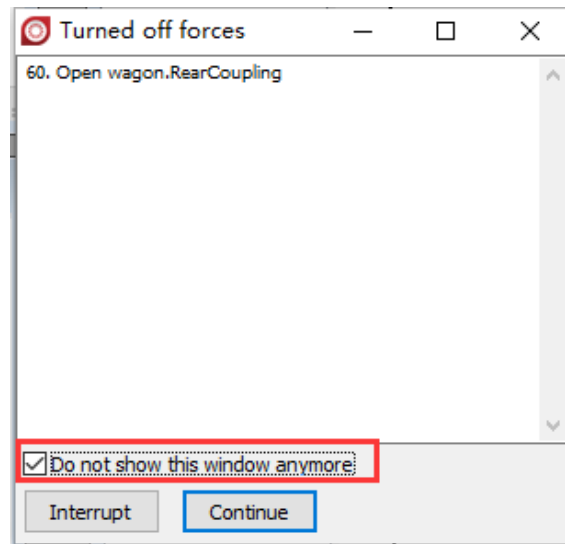 Turned off forces
60. Open wagon.RearCoupling
Do not show this window anymore
Interrupt
Continue